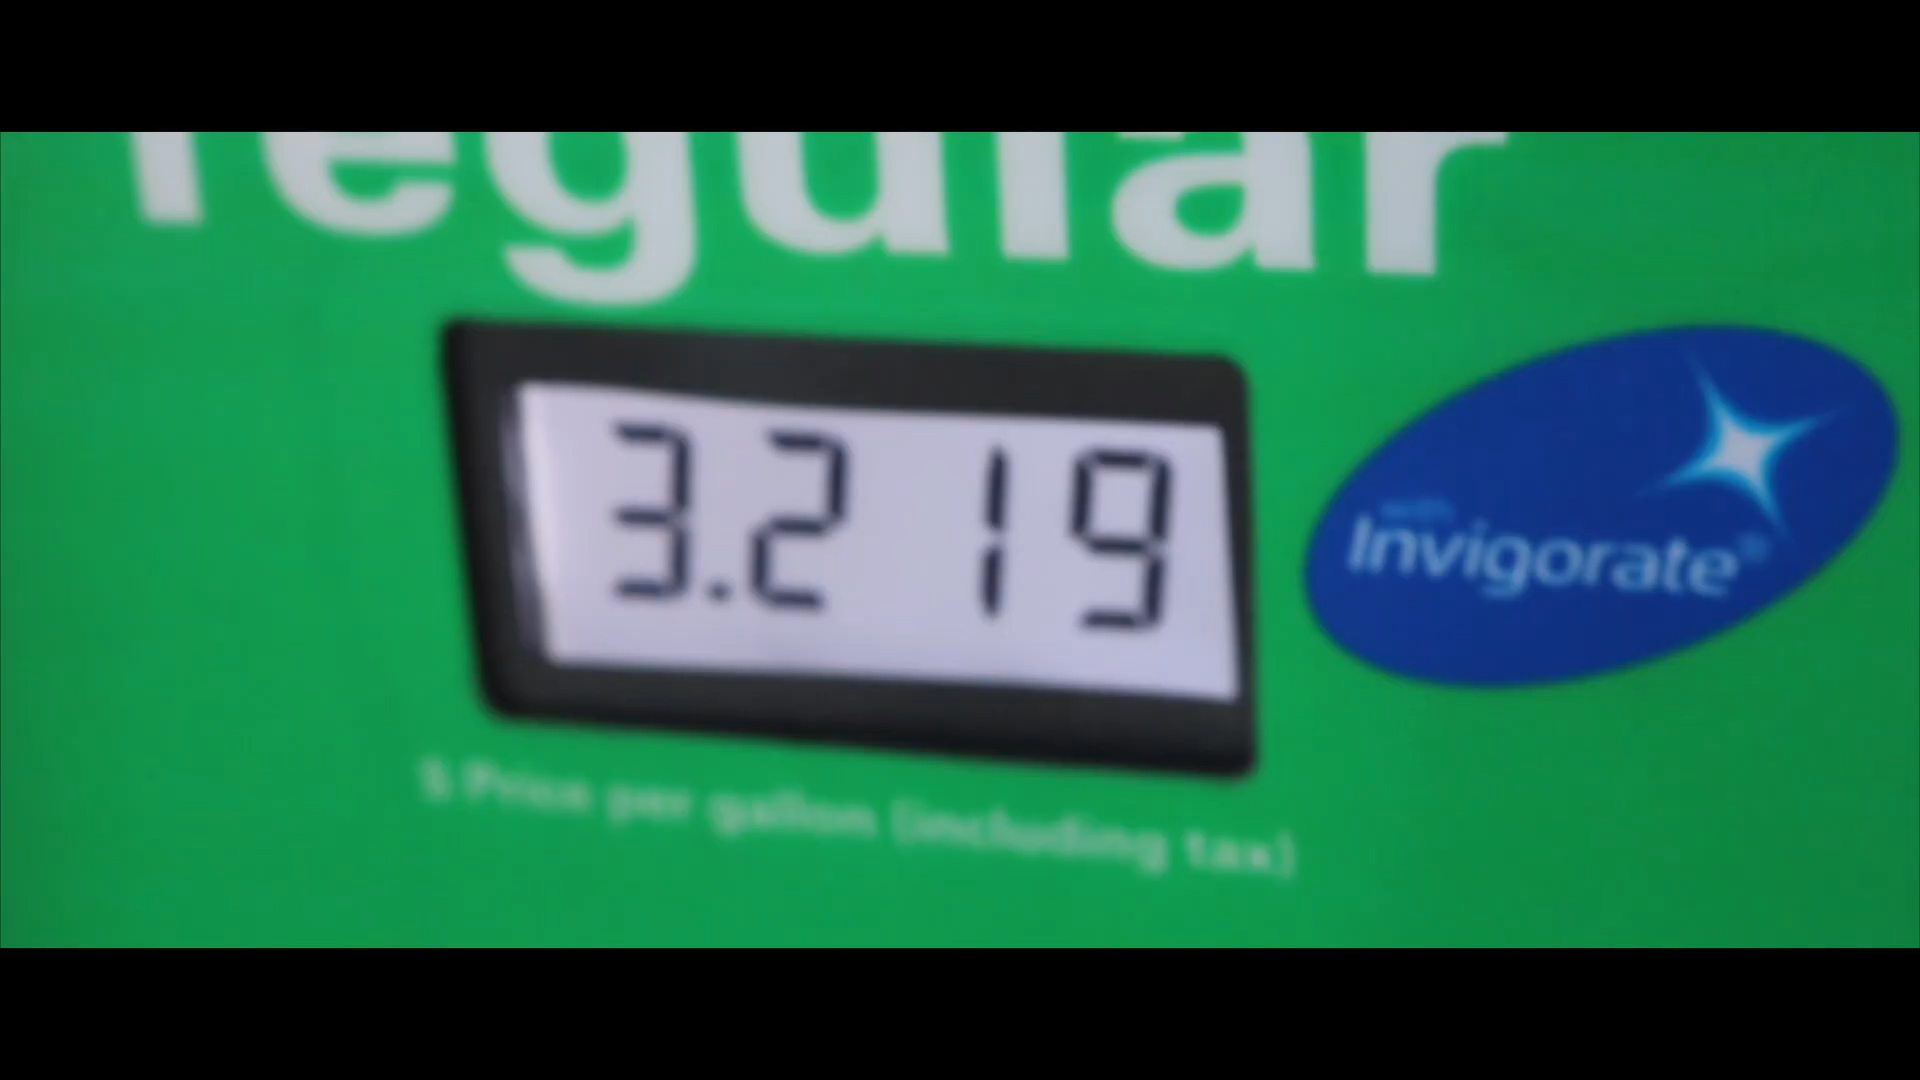 regular
3.219
with
Invigorate®
$ Price per gallon (including tax)